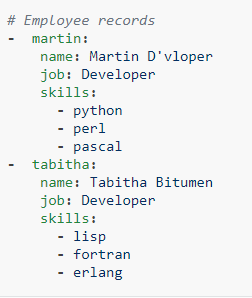 # Employee records
- martin:
name: Martin D'vloper
job: Developer
skills:
- python
- perl
- pascal
- tabitha:
name: Tabitha Bitumen
job: Developer
skills:
- lisp
- fortran
- erlang